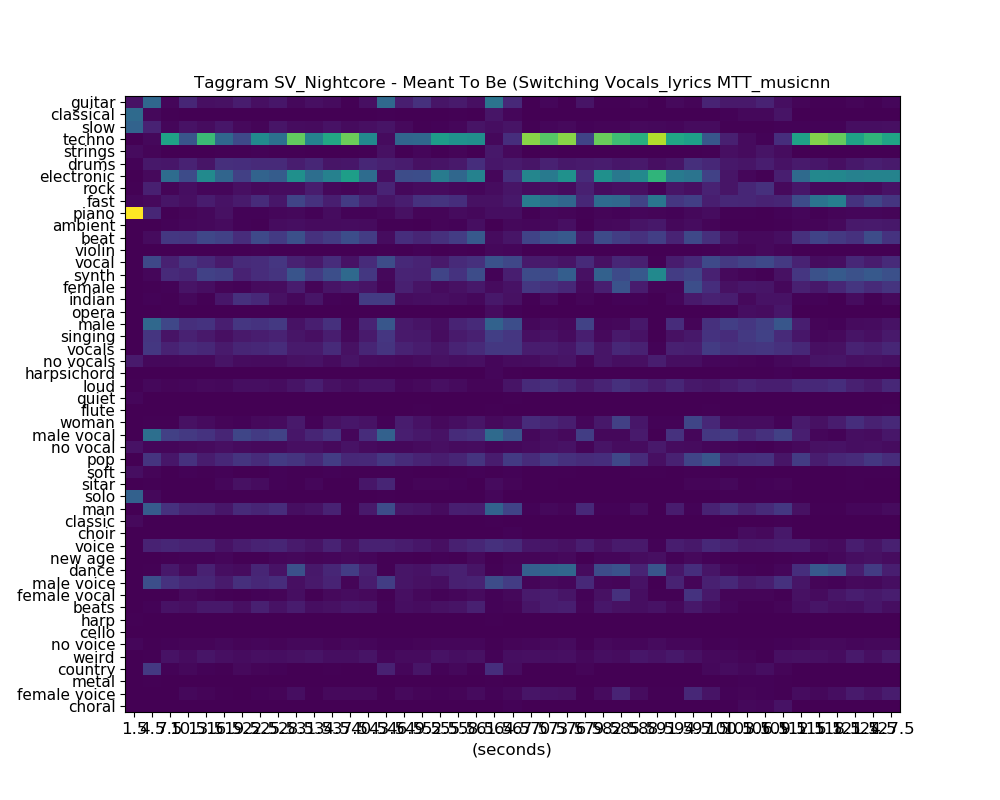 Taggram SV_Nightcore - Meant To Be (Switching Vocals_lyrics MTT_musicnn
guitar
classical
slow
techno
strings
drums
electronic
rock
fast
piano
ambient
beat
violin
vocal
synth
female
indian
opera
male
singing
vocals
no vocals
harpsichord
loud
quiet
flute
woman
male vocal
no vocal
pop
soft
sitar
solo
man
classic
choir
voice
new age
dance
male voice
female vocal
beats
harp
cello
no voice
weird
country
metal
female voice
choral
(seconds)